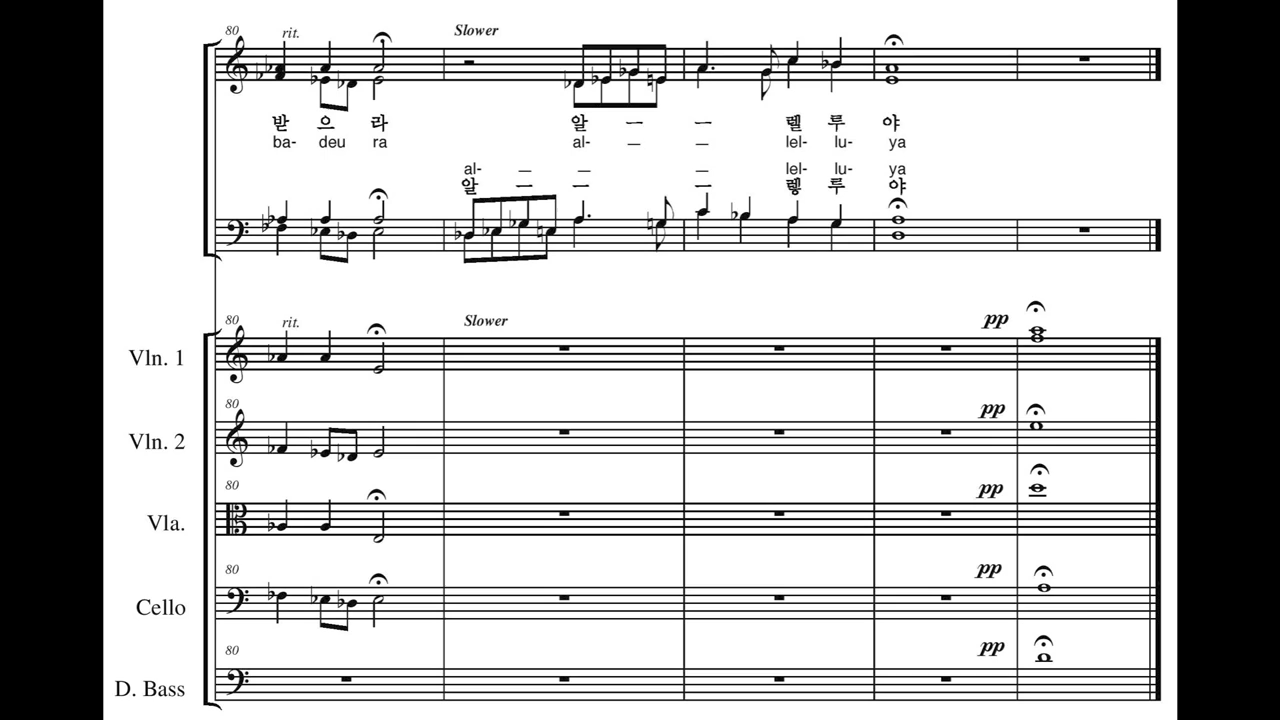 80 rit. Slower
받 으 라 알 ㅡ ㅡ 렐 루 야
ba- deu ra al- — — lel- lu- ya
al- — — — lel- lu- ya
알 ㅡ ㅡ ㅡ 렣 루 야
80 rit. Slower
Vln. 1 pp
80
Vln. 2 pp
80
Vla. pp
80
Cello pp
80
D. Bass pp